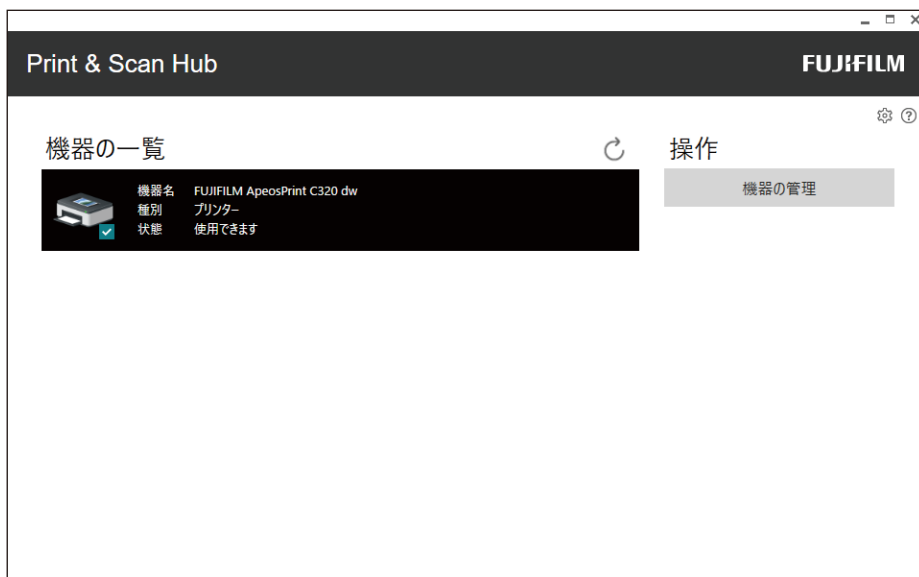 Print & Scan Hub
FUJIFILM
機器の一覧
機器名 FUJIFILM ApeosPrint C320 dw
種別 プリンター
状態 使用できます
操作
機器の管理